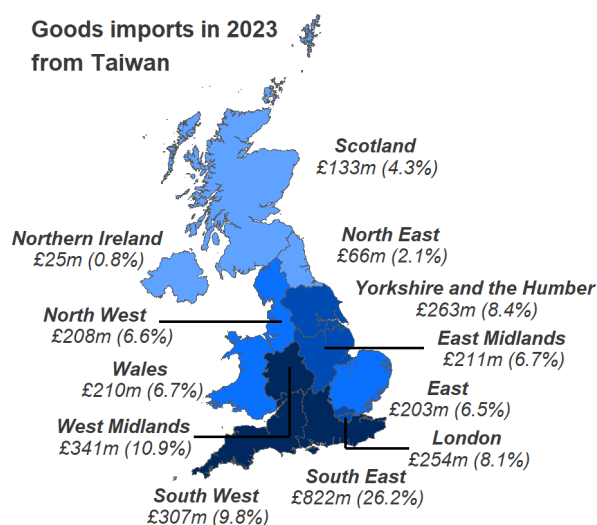 Goods imports in 2023
from Taiwan
Scotland
£133m (4.3%)
Northern Ireland
£25m (0.8%)
North East
£66m (2.1%)
Yorkshire and the Humber
£263m (8.4%)
North West
£208m (6.6%)
East Midlands
£211m (6.7%)
Wales
£210m (6.7%)
East
£203m (6.5%)
West Midlands
£341m (10.9%)
London
£254m (8.1%)
South East
£822m (26.2%)
South West
£307m (9.8%)